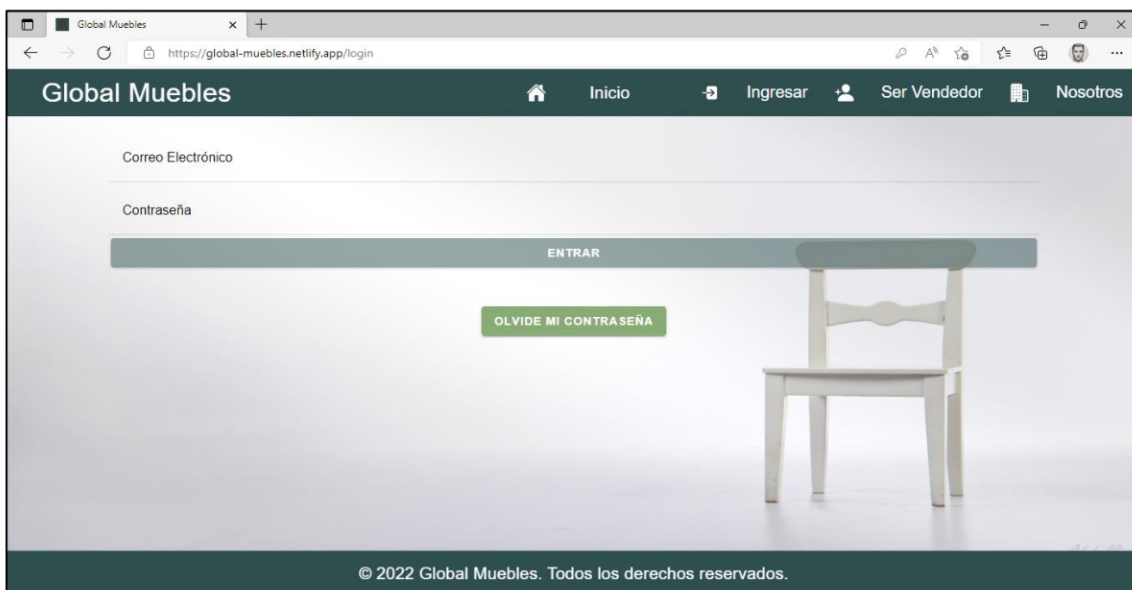 Global Muebles
https://global-muebles.netlify.app/login
Global Muebles Inicio Ingresar Ser Vendedor Nosotros
Correo Electrónico
Contraseña
ENTRAR
OLVIDE MI CONTRASEÑA
© 2022 Global Muebles. Todos los derechos reservados.